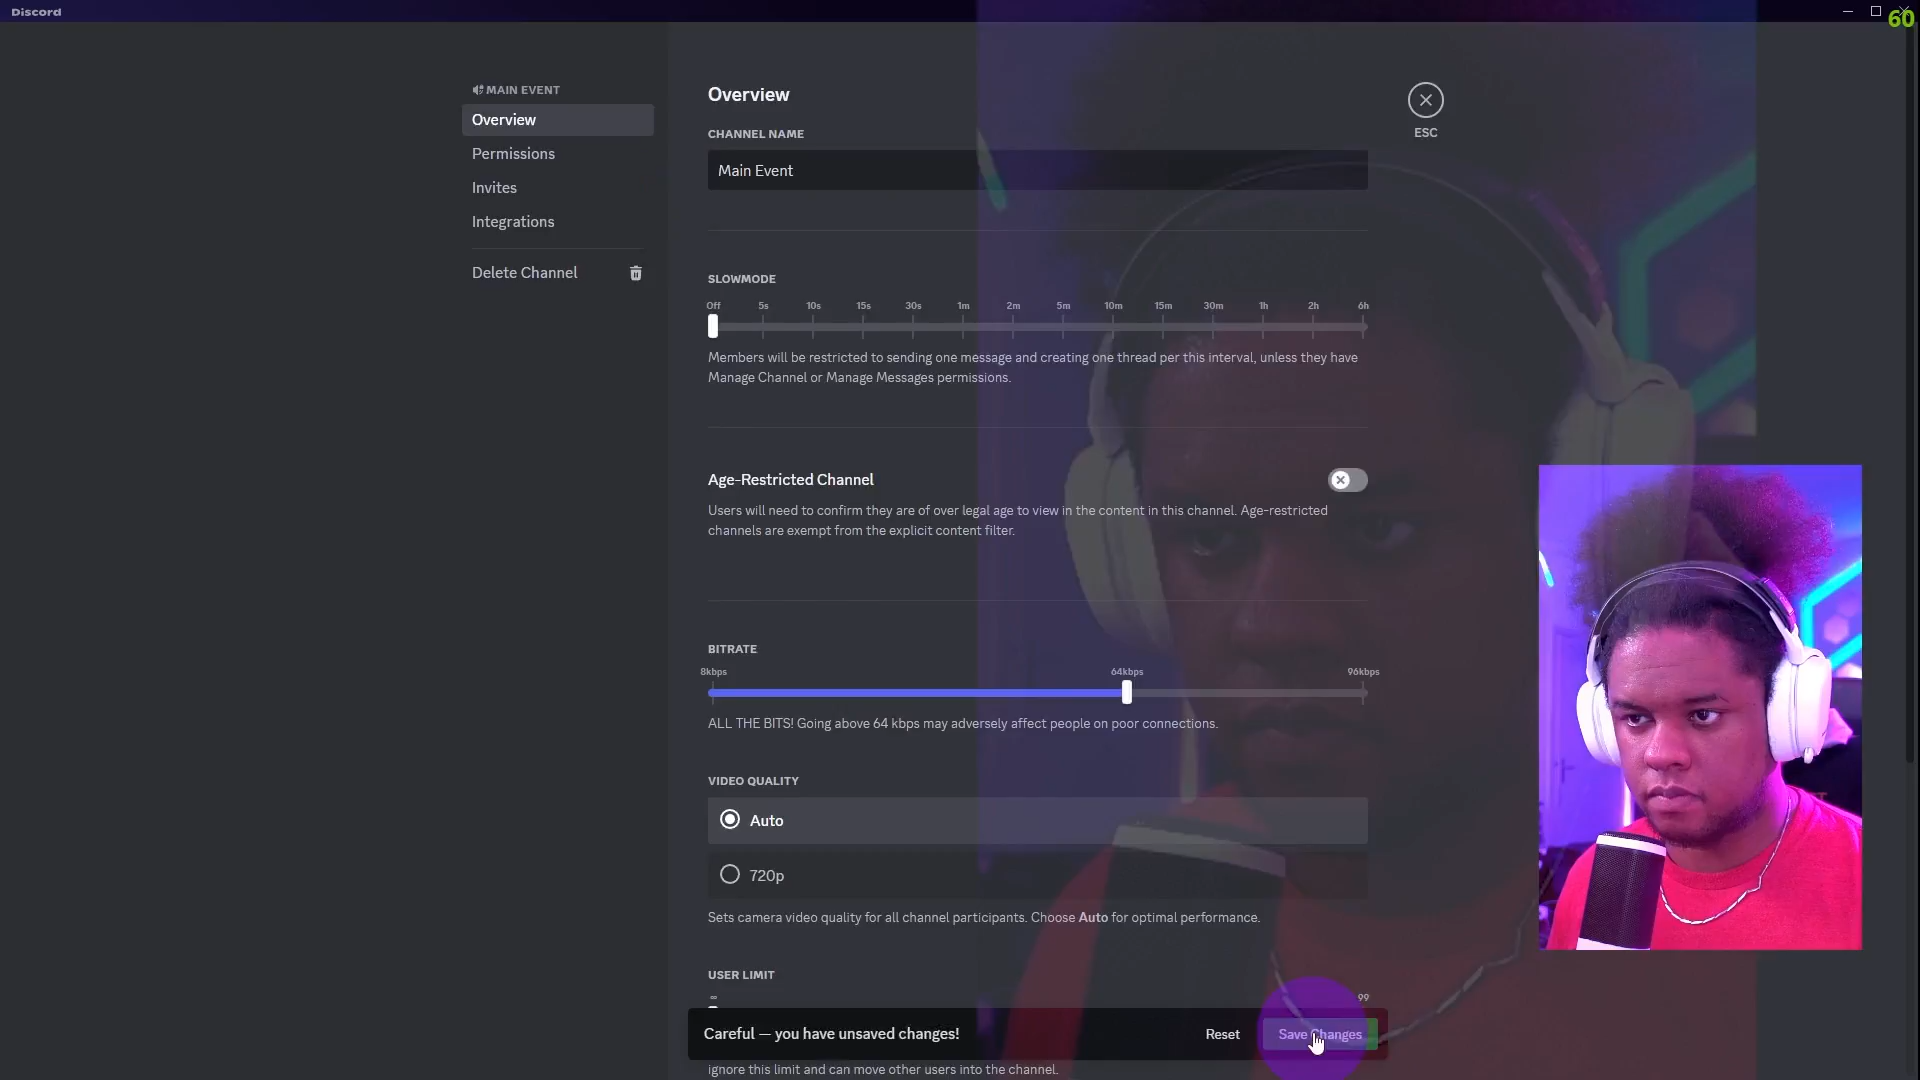 Discord
60
MAIN EVENT
Overview
Permissions
Invites
Integrations
Delete Channel
Overview
ESC
CHANNEL NAME
Main Event
SLOWMODE
Off 5s 10s 15s 30s 1m 2m 5m 10m 15m 30m 1h 2h 6h
Members will be restricted to sending one message and creating one thread per this interval, unless they have
Manage Channel or Manage Messages permissions.
Age-Restricted Channel
Users will need to confirm they are of over legal age to view in the content in this channel. Age-restricted
channels are exempt from the explicit content filter.
BITRATE
8kbps 64kbps 96kbps
ALL THE BITS! Going above 64 kbps may adversely affect people on poor connections.
VIDEO QUALITY
Auto
720p
Sets camera video quality for all channel participants. Choose Auto for optimal performance.
USER LIMIT
∞ 99
Careful — you have unsaved changes! Reset Save Changes
ignore this limit and can move other users into the channel.